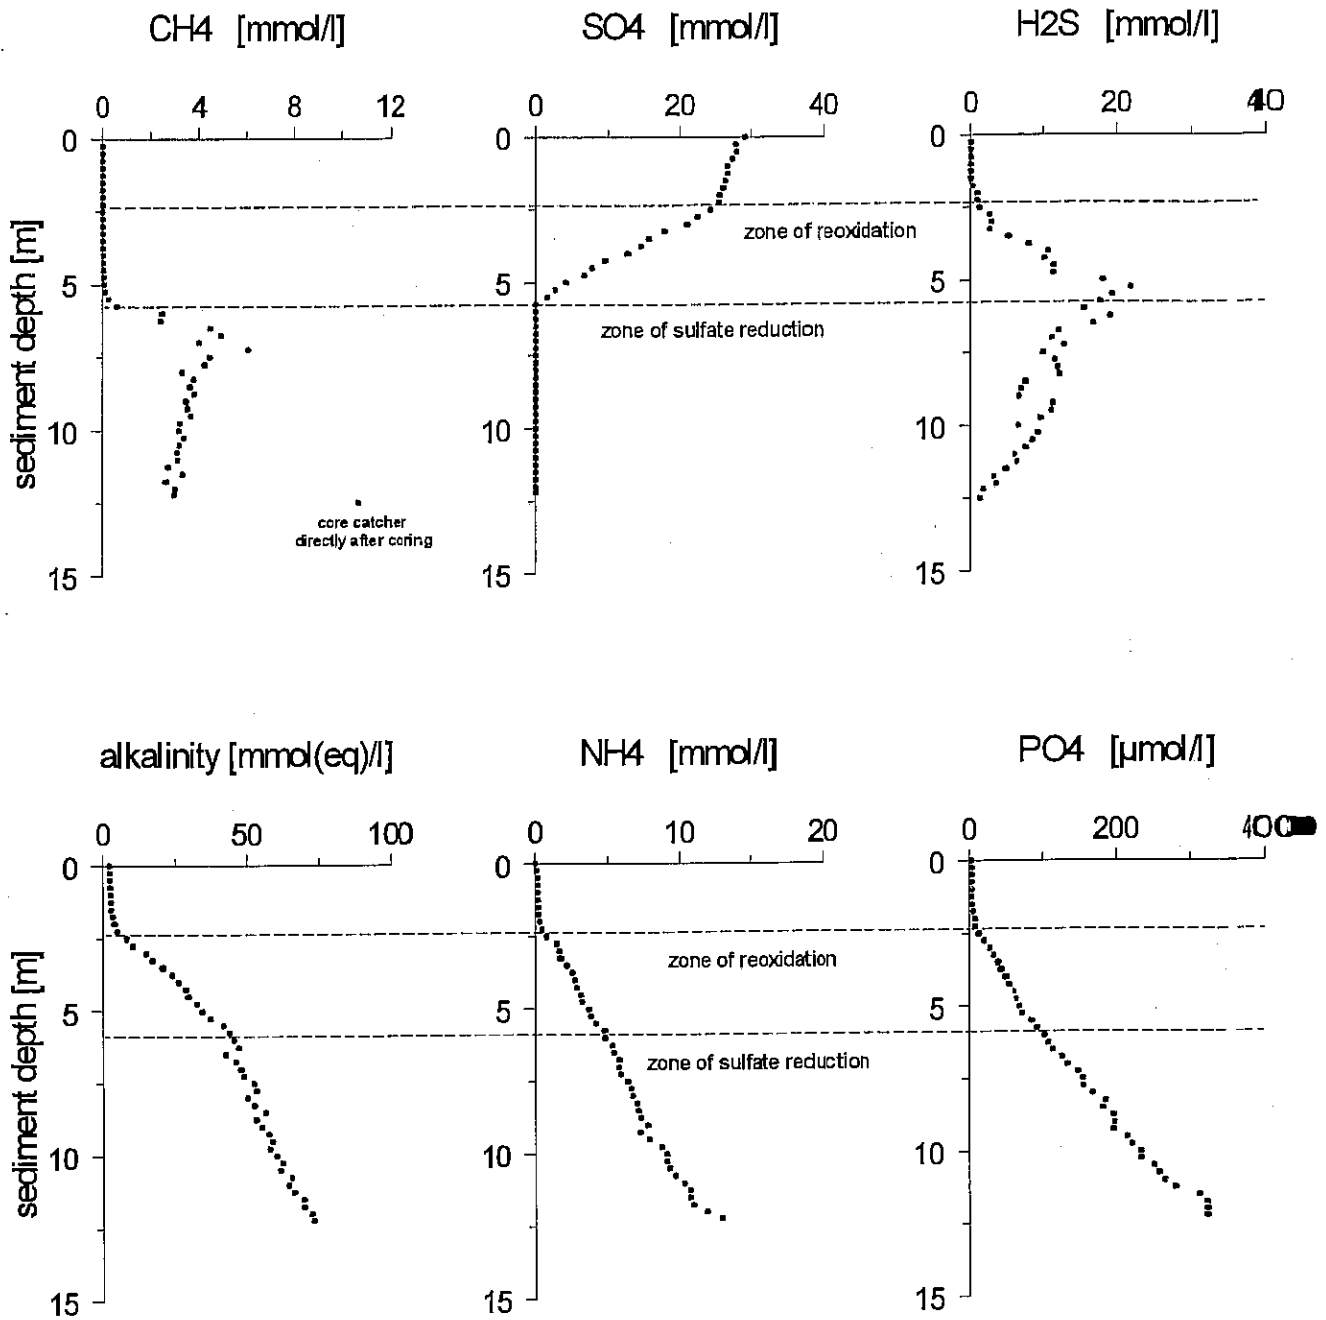 CH4 [mmol/l]
SO4 [mmol/l]
H2S [mmol/l]
0 4 8 12
0 20 40
0 20
0
5
10
15
0
5
10
15
0
5
10
15
sediment depth [m]
zone of reoxidation
zone of sulfate reduction
core catcher
directly after coring
alkalinity [mmol(eq)/l]
NH4 [mmol/l]
PO4 [µmol/l]
0 50 100
0 10 20
0 200
0
5
10
15
0
5
10
15
0
5
10
15
sediment depth [m]
zone of reoxidation
zone of sulfate reduction